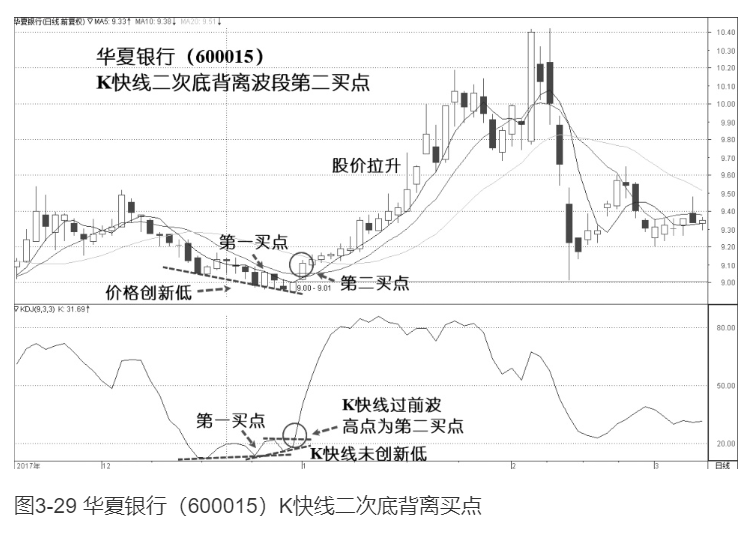 华夏银行(日线 前复权) ▽ MA5: 9.33↑ MA10: 9.38↓ MA20: 9.51↓
华夏银行（600015）
K快线二次底背离波段第二买点
股价拉升
第一买点
第二买点
价格创新低
9.00 - 9.01
10.40
10.30
10.20
10.10
10.00
9.90
9.80
9.70
9.60
9.50
9.40
9.30
9.20
9.10
9.00
▽ KDJ(9,3,3) K: 31.69↑
80.00
50.00
20.00
K快线过前波
高点为第二买点
第一买点
K快线未创新低
2017年 12 1 2 3 日线
图3-29 华夏银行（600015）K快线二次底背离买点